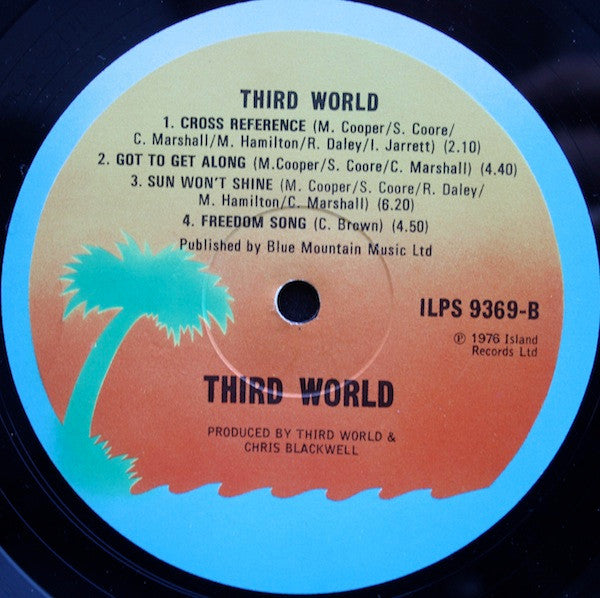 THIRD WORLD
1. CROSS REFERENCE (M. Cooper/S. Coore/
C. Marshall/M. Hamilton/R. Daley/I. Jarrett) (2.10)
2. GOT TO GET ALONG (M.Cooper/S. Coore/C. Marshall) (4.40)
3. SUN WON'T SHINE (M. Cooper/S. Coore/R. Daley/
M. Hamilton/C. Marshall) (6.20)
4. FREEDOM SONG (C. Brown) (4.50)
Published by Blue Mountain Music Ltd
ILPS 9369-B
Ⓟ 1976 Island
Records Ltd
THIRD WORLD
PRODUCED BY THIRD WORLD &
CHRIS BLACKWELL